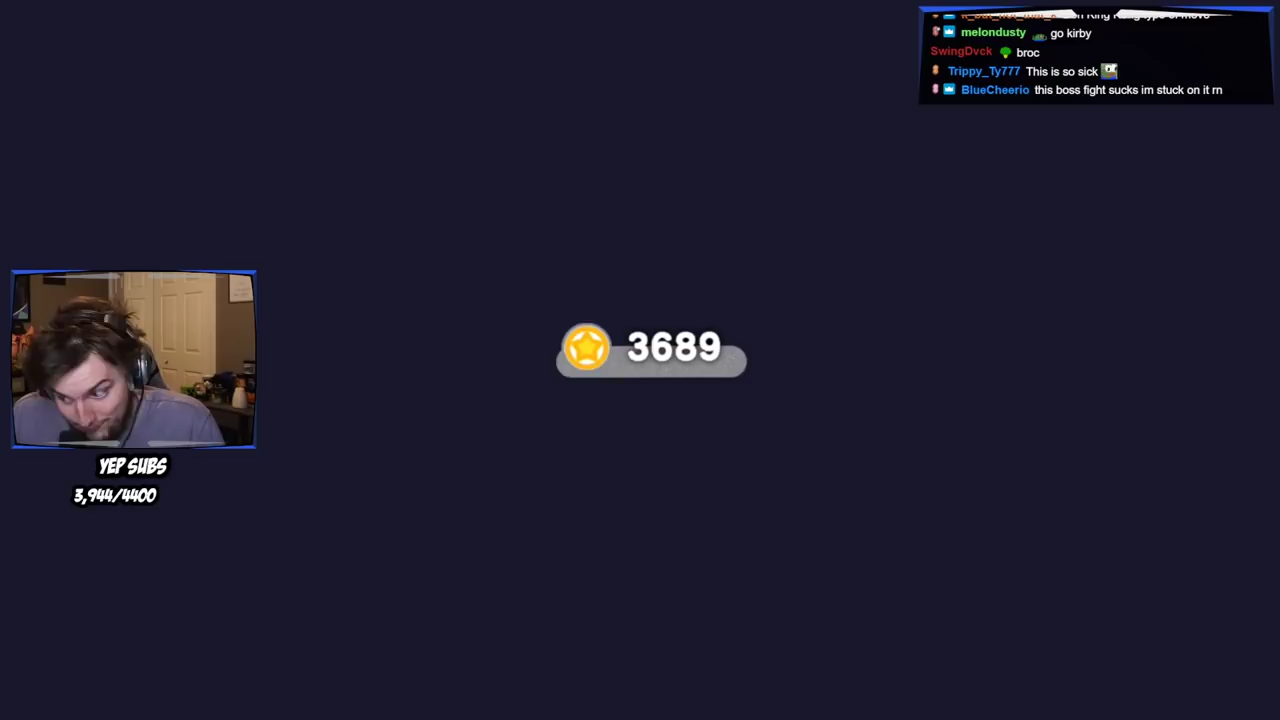 melondusty go kirby
SwingDvck broc
Trippy_Ty777 This is so sick
BlueCheerio this boss fight sucks im stuck on it rn
3689
YEP SUBS
3,944/4400